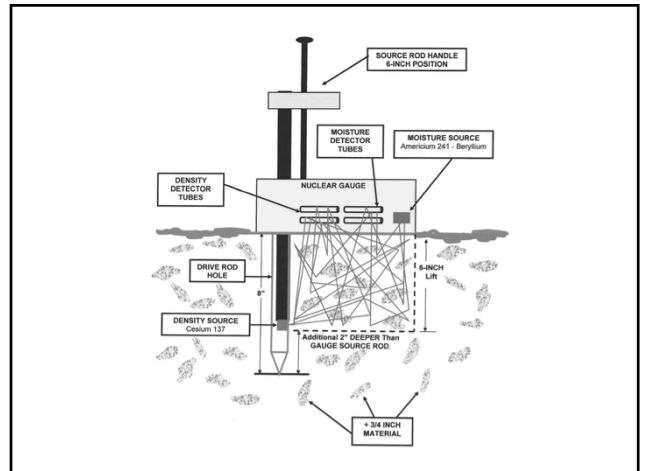 SOURCE ROD HANDLE
6-INCH POSITION
MOISTURE
DETECTOR
TUBES
MOISTURE SOURCE
Americium 241 - Beryllium
DENSITY
DETECTOR
TUBES
NUCLEAR GAUGE
DRIVE ROD
HOLE
8"
6-INCH
Lift
DENSITY SOURCE
Cesium 137
Additional 2" DEEPER Than
GAUGE SOURCE ROD.
+ 3/4 INCH
MATERIAL